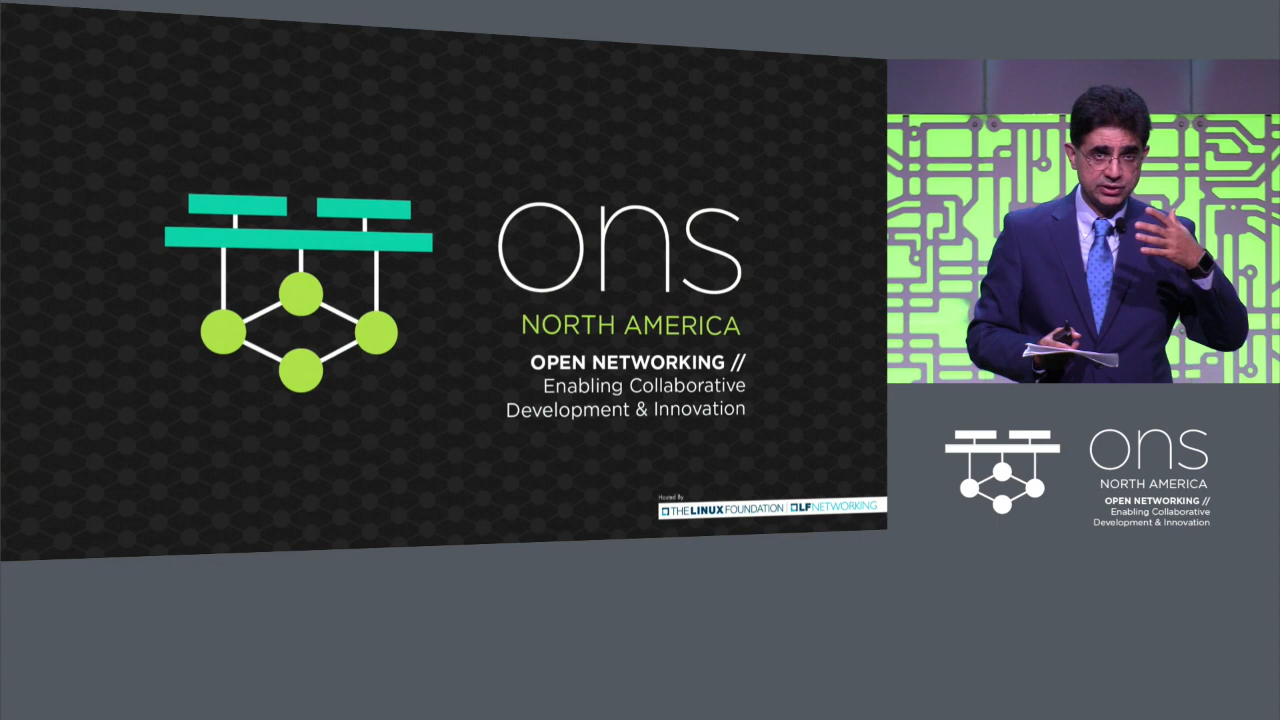 ons
NORTH AMERICA
OPEN NETWORKING //
Enabling Collaborative
Development & Innovation
Hosted By
THE LINUX FOUNDATION | LF NETWORKING
ons
NORTH AMERICA
OPEN NETWORKING //
Enabling Collaborative
Development & Innovation